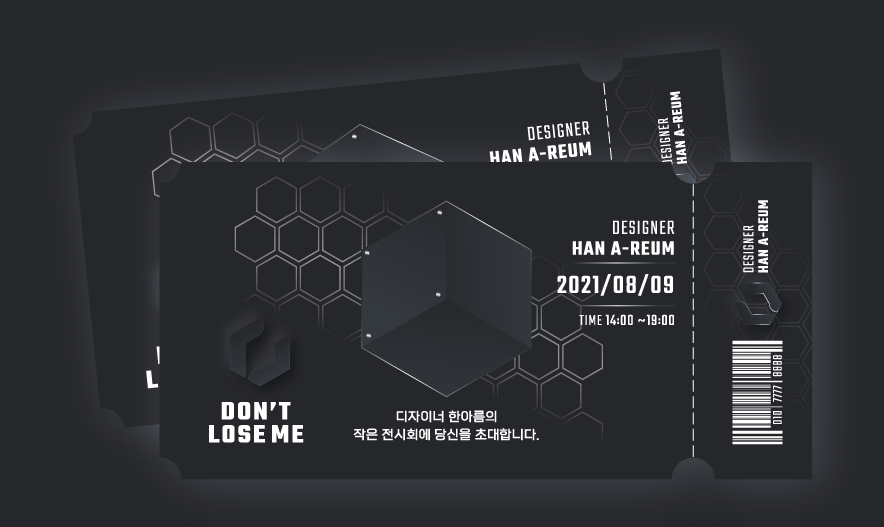 DESIGNER
HAN A-REUM
DESIGNER
HAN A-REUM
DESIGNER
HAN A-REUM
2021/08/09
TIME 14:00 ~19:00
DON'T
LOSE ME
디자이너 한아름의
작은 전시회에 당신을 초대합니다.
DESIGNER
HAN A-REUM
010 | 7777 | 8888